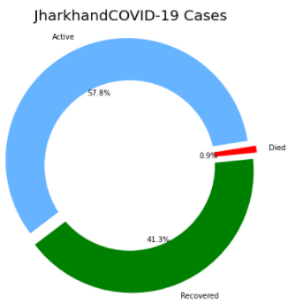 JharkhandCOVID-19 Cases
Active
57.8%
0.9%
Died
41.3%
Recovered